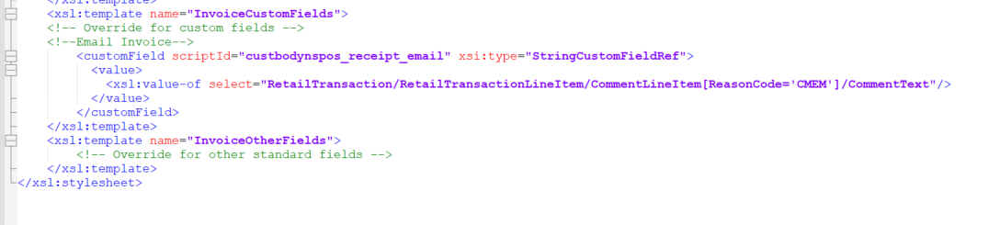 </xsl:template>
<xsl:template name="InvoiceCustomFields">
<!-- Override for custom fields -->
<!--Email Invoice-->
<customField scriptId="custbodynspos_receipt_email" xsi:type="StringCustomFieldRef">
<value>
<xsl:value-of select="RetailTransaction/RetailTransactionLineItem/CommentLineItem[ReasonCode='CMEM']/CommentText"/>
</value>
</customField>
</xsl:template>
<xsl:template name="InvoiceOtherFields">
<!-- Override for other standard fields -->
</xsl:template>
</xsl:stylesheet>